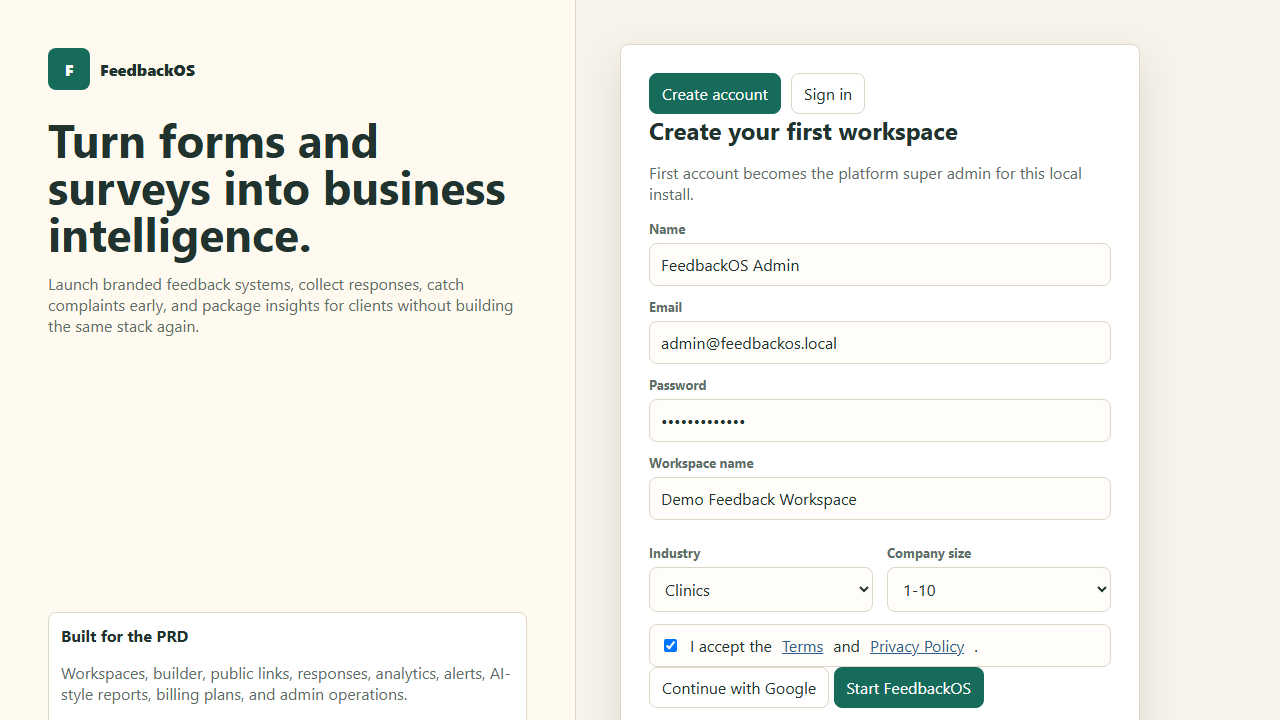 F
FeedbackOS
Turn forms and
surveys into business
intelligence.
Launch branded feedback systems, collect responses, catch
complaints early, and package insights for clients without building
the same stack again.
Built for the PRD
Workspaces, builder, public links, responses, analytics, alerts, AI-
style reports, billing plans, and admin operations.
Create account
Sign in
Create your first workspace
First account becomes the platform super admin for this local
install.
Name
FeedbackOS Admin
Email
admin@feedbackos.local
Password
•••••••••••••
Workspace name
Demo Feedback Workspace
Industry
Company size
Clinics
1-10
I accept the Terms and Privacy Policy .
Continue with Google
Start FeedbackOS